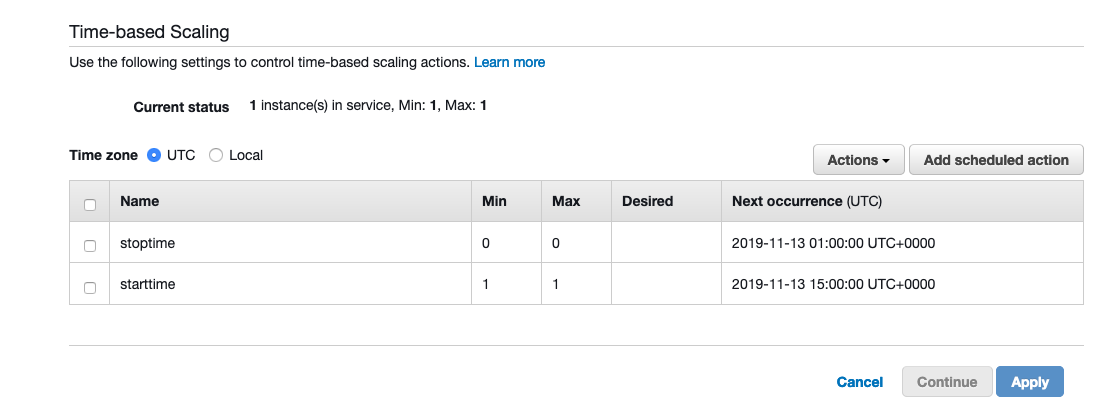 Time-based Scaling
Use the following settings to control time-based scaling actions. Learn more
Current status 1 instance(s) in service, Min: 1, Max: 1
Time zone UTC Local
Actions Add scheduled action
Name Min Max Desired Next occurrence (UTC)
stoptime 0 0 2019-11-13 01:00:00 UTC+0000
starttime 1 1 2019-11-13 15:00:00 UTC+0000
Cancel Continue Apply